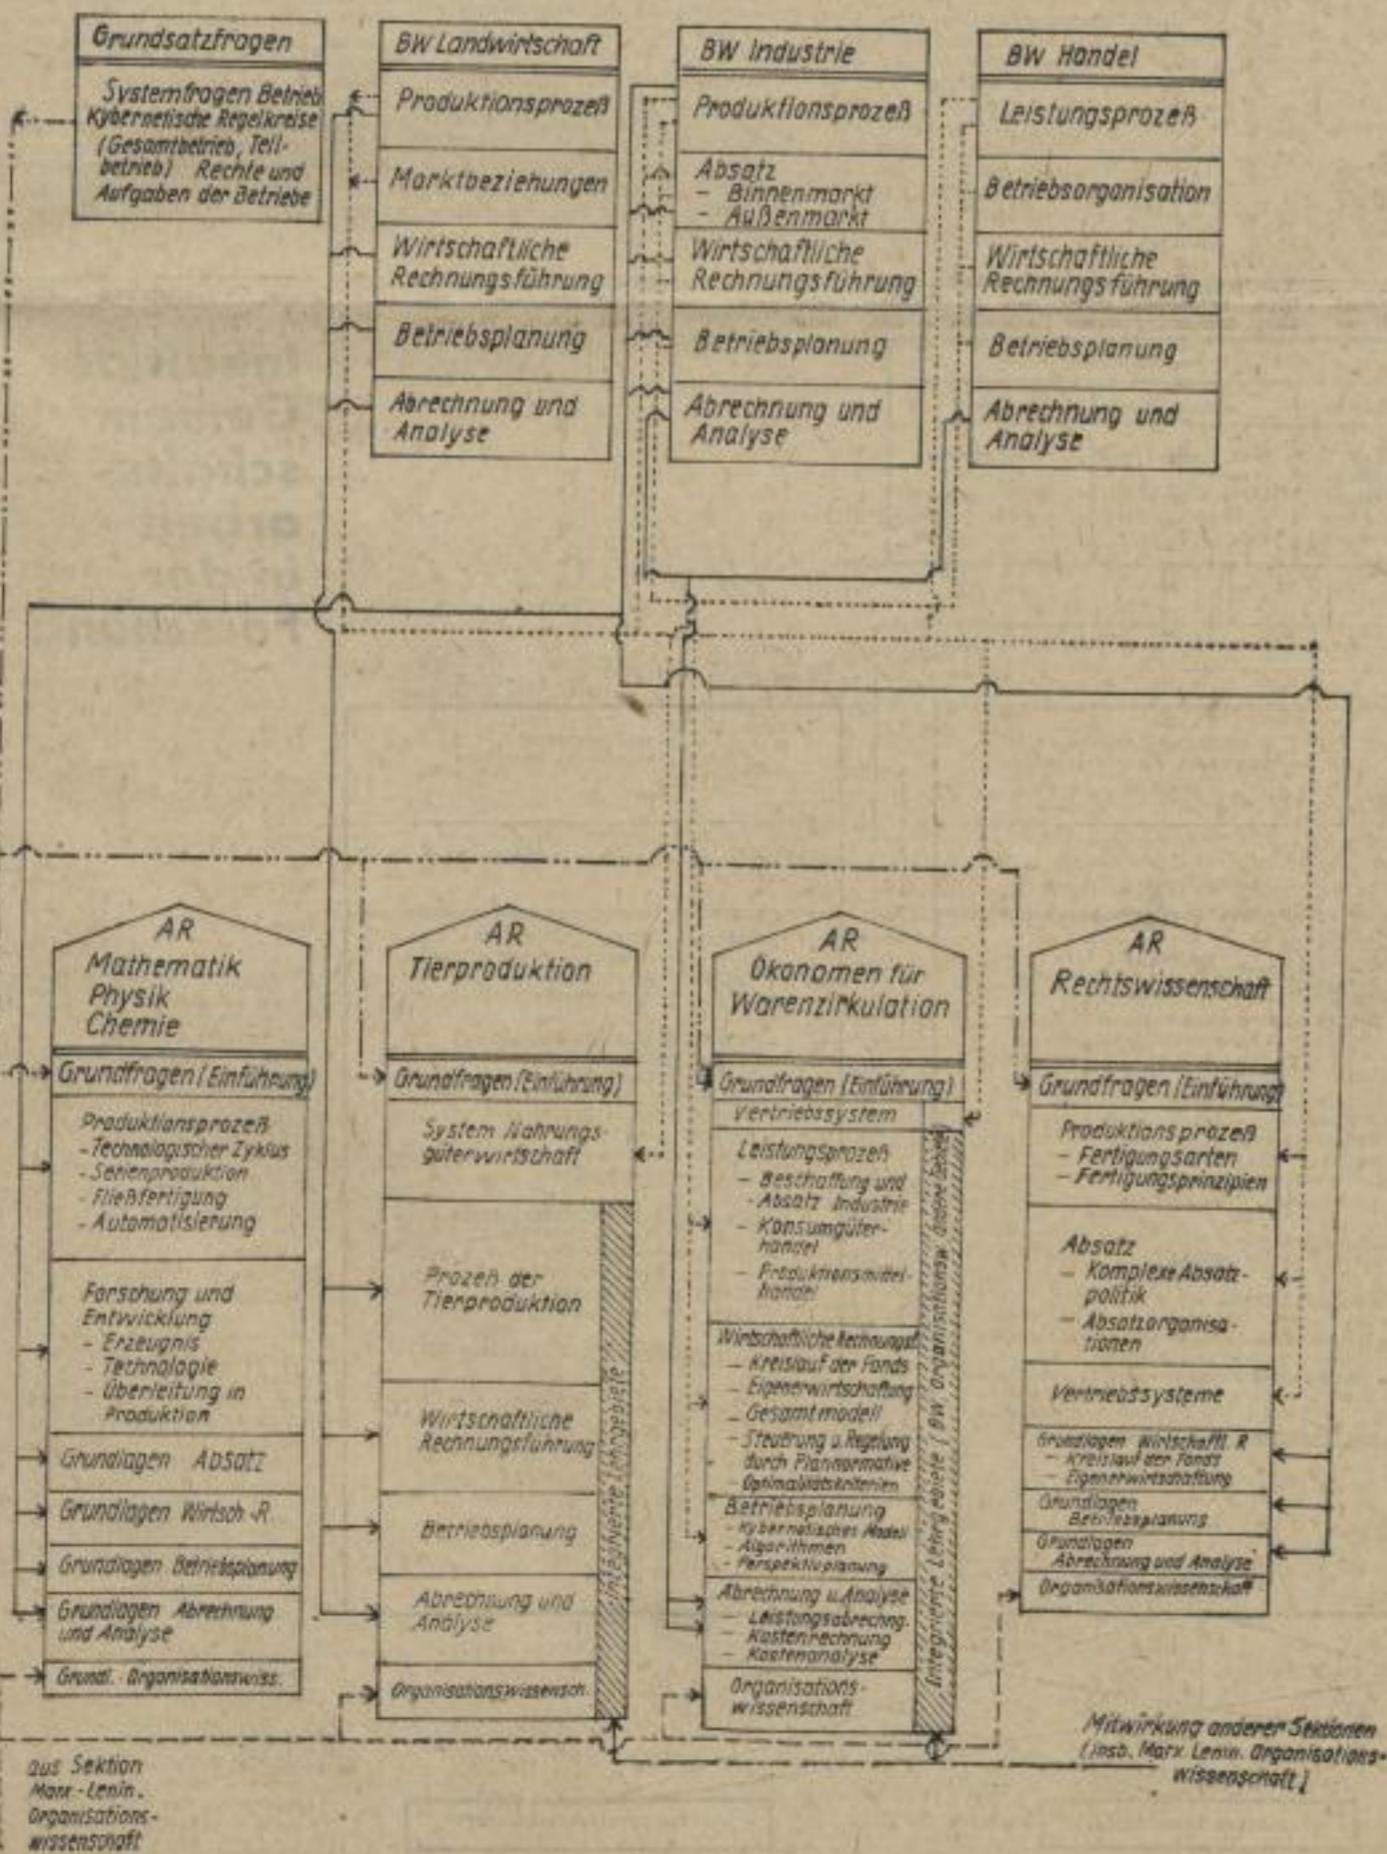 Grundsatzfragen
Systemfragen Betrieb
Kybernetische Regelkreise
(Gesamtbetrieb, Teil-
betrieb) Rechte und
Aufgaben der Betriebe
BW Landwirtschaft
Produktionsprozeß
Marktbeziehungen
Wirtschaftliche
Rechnungsführung
Betriebsplanung
Abrechnung und
Analyse
BW Industrie
Produktionsprozeß
Absatz
- Binnenmarkt
- Außenmarkt
Wirtschaftliche
Rechnungsführung
Betriebsplanung
Abrechnung und
Analyse
BW Handel
Leistungsprozeß
Betriebsorganisation
Wirtschaftliche
Rechnungsführung
Betriebsplanung
Abrechnung und
Analyse
AR
Mathematik
Physik
Chemie
Grundfragen (Einführung)
Produktionsprozeß
- Technologischer Zyklus
- Serienproduktion
- Fließfertigung
- Automatisierung
Forschung und
Entwicklung
- Erzeugnis
- Technologie
- Überleitung in
Produktion
Grundlagen Absatz
Grundlagen Wirtsch.-R.
Grundlagen Betriebsplanung
Grundlagen Abrechnung
und Analyse
Grundl. Organisationswiss.
AR
Tierproduktion
Grundfragen (Einführung)
System Nahrungs-
güterwirtschaft
Prozeß der
Tierproduktion
Wirtschaftliche
Rechnungsführung
Betriebsplanung
Abrechnung und
Analyse
Organisationswissensch.
Integrierte Lehrgebiete
AR
Ökonomen für
Warenzirkulation
Grundfragen (Einführung)
Vertriebssystem
Leistungsprozeß
- Beschaffung und
- Absatz Industrie
- Konsumgüter-
handel
- Produktionsmittel-
handel
Wirtschaftliche Rechnungsf.
- Kreislauf der Fonds
- Eigenerwirtschaftung
- Gesamtmodell
- Steuerung u. Regelung
durch Plannormative
- Optimalitätskriterien
Betriebsplanung
- Kybernetisches Modell
- Algorithmen
- Perspektivplanung
Abrechnung u. Analyse
- Leistungsabrechng.
- Kostenrechnung
- Kostenanalyse
Organisations-
wissenschaft
Integrierte Lehrgebiete (BW Organisationsw. andere
AR
Rechtswissenschaft
Grundfragen (Einführung)
Produktionsprozeß
- Fertigungsarten
- Fertigungsprinzipien
Absatz
- Komplexe Absatz-
politik
- Absatzorganisa-
tionen
Vertriebssysteme
Grundlagen Wirtschaftl. R
- Kreislauf der Fonds
- Eigenerwirtschaftung
Grundlagen
Betriebsplanung
Grundlagen
Abrechnung und Analyse
Organisationswissenschaft
aus Sektion
Marx.-Lenin.
Organisations-
wissenschaft
Mitwirkung anderer Sektionen
(insb. Marx. Lenin. Organisations-
wissenschaft)